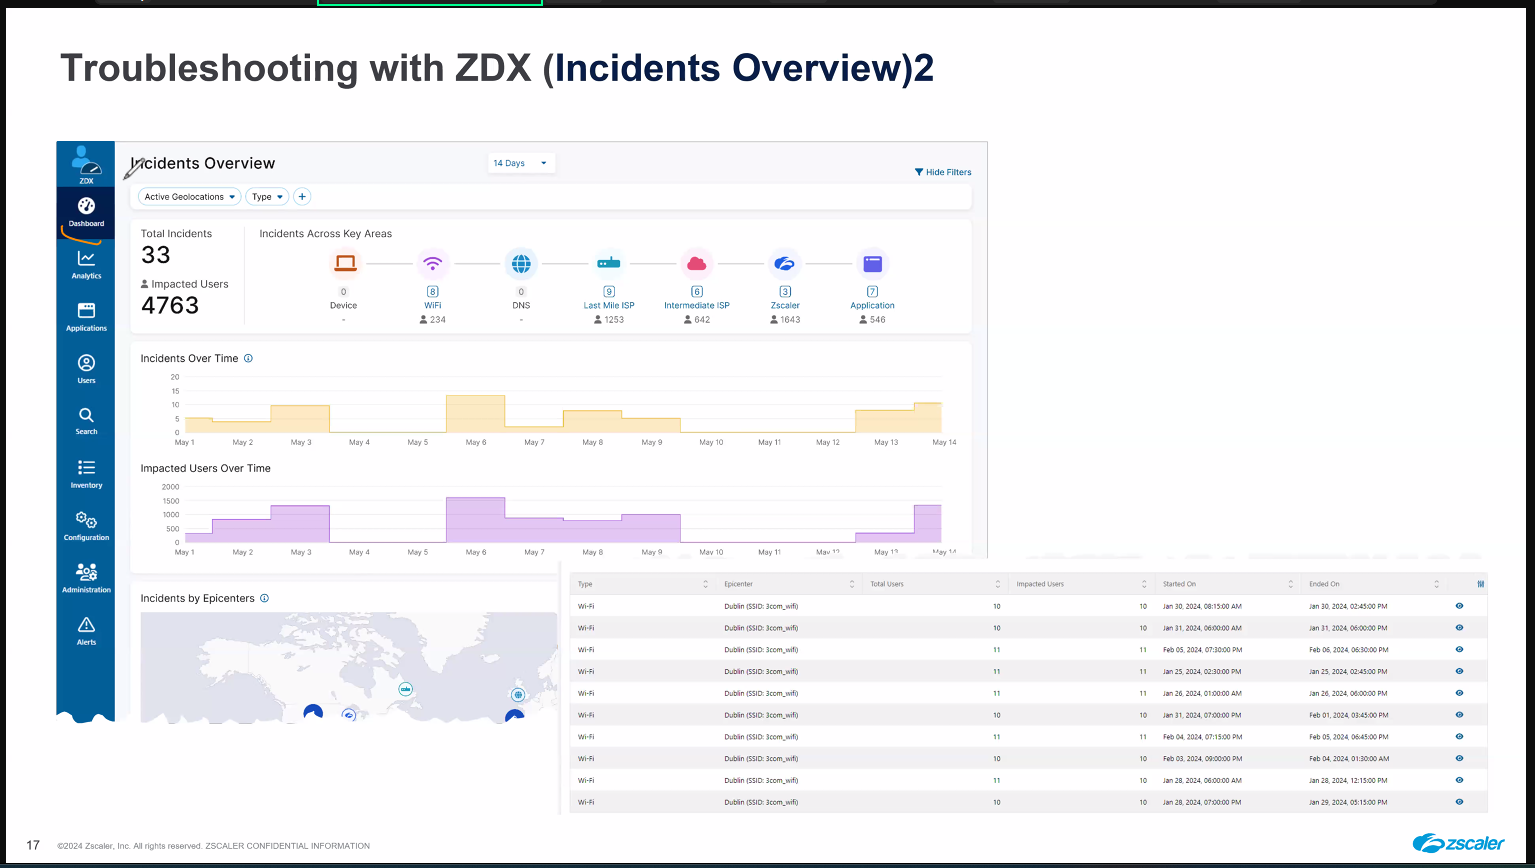 Troubleshooting with ZDX (Incidents Overview)2
ZDX
Dashboard
Analytics
Applications
Users
Search
Inventory
Configuration
Administration
Alerts
Incidents Overview
14 Days
Hide Filters
Active Geolocations
Type
+
Total Incidents
33
Impacted Users
4763
Incidents Across Key Areas
0
Device
-
8
WiFi
234
0
DNS
-
9
Last Mile ISP
1253
6
Intermediate ISP
642
3
Zscaler
1643
7
Application
546
Incidents Over Time
20
15
10
5
0
May 1 May 2 May 3 May 4 May 5 May 6 May 7 May 8 May 9 May 10 May 11 May 12 May 13 May 14
Impacted Users Over Time
2000
1500
1000
500
0
May 1 May 2 May 3 May 4 May 5 May 6 May 7 May 8 May 9 May 10 May 11 May 12 May 13 May 14
Incidents by Epicenters
Type Epicenter Total Users Impacted Users Started On Ended On
Wi-Fi Dublin (SSID: 3com_wifi) 10 10 Jan 30, 2024, 08:15:00 AM Jan 30, 2024, 02:45:00 PM
Wi-Fi Dublin (SSID: 3com_wifi) 10 10 Jan 31, 2024, 06:00:00 AM Jan 31, 2024, 06:00:00 PM
Wi-Fi Dublin (SSID: 3com_wifi) 11 11 Feb 05, 2024, 07:30:00 PM Feb 06, 2024, 06:30:00 PM
Wi-Fi Dublin (SSID: 3com_wifi) 11 11 Jan 25, 2024, 02:30:00 PM Jan 25, 2024, 02:45:00 PM
Wi-Fi Dublin (SSID: 3com_wifi) 11 11 Jan 26, 2024, 01:00:00 AM Jan 26, 2024, 06:00:00 PM
Wi-Fi Dublin (SSID: 3com_wifi) 10 10 Jan 31, 2024, 07:00:00 PM Feb 01, 2024, 03:45:00 PM
Wi-Fi Dublin (SSID: 3com_wifi) 11 11 Feb 04, 2024, 07:15:00 PM Feb 05, 2024, 06:45:00 PM
Wi-Fi Dublin (SSID: 3com_wifi) 10 10 Feb 03, 2024, 09:00:00 PM Feb 04, 2024, 01:30:00 AM
Wi-Fi Dublin (SSID: 3com_wifi) 11 10 Jan 28, 2024, 06:00:00 AM Jan 28, 2024, 12:15:00 PM
Wi-Fi Dublin (SSID: 3com_wifi) 10 10 Jan 28, 2024, 07:00:00 PM Jan 29, 2024, 05:15:00 PM
17 ©2024 Zscaler, Inc. All rights reserved. ZSCALER CONFIDENTIAL INFORMATION
zscaler